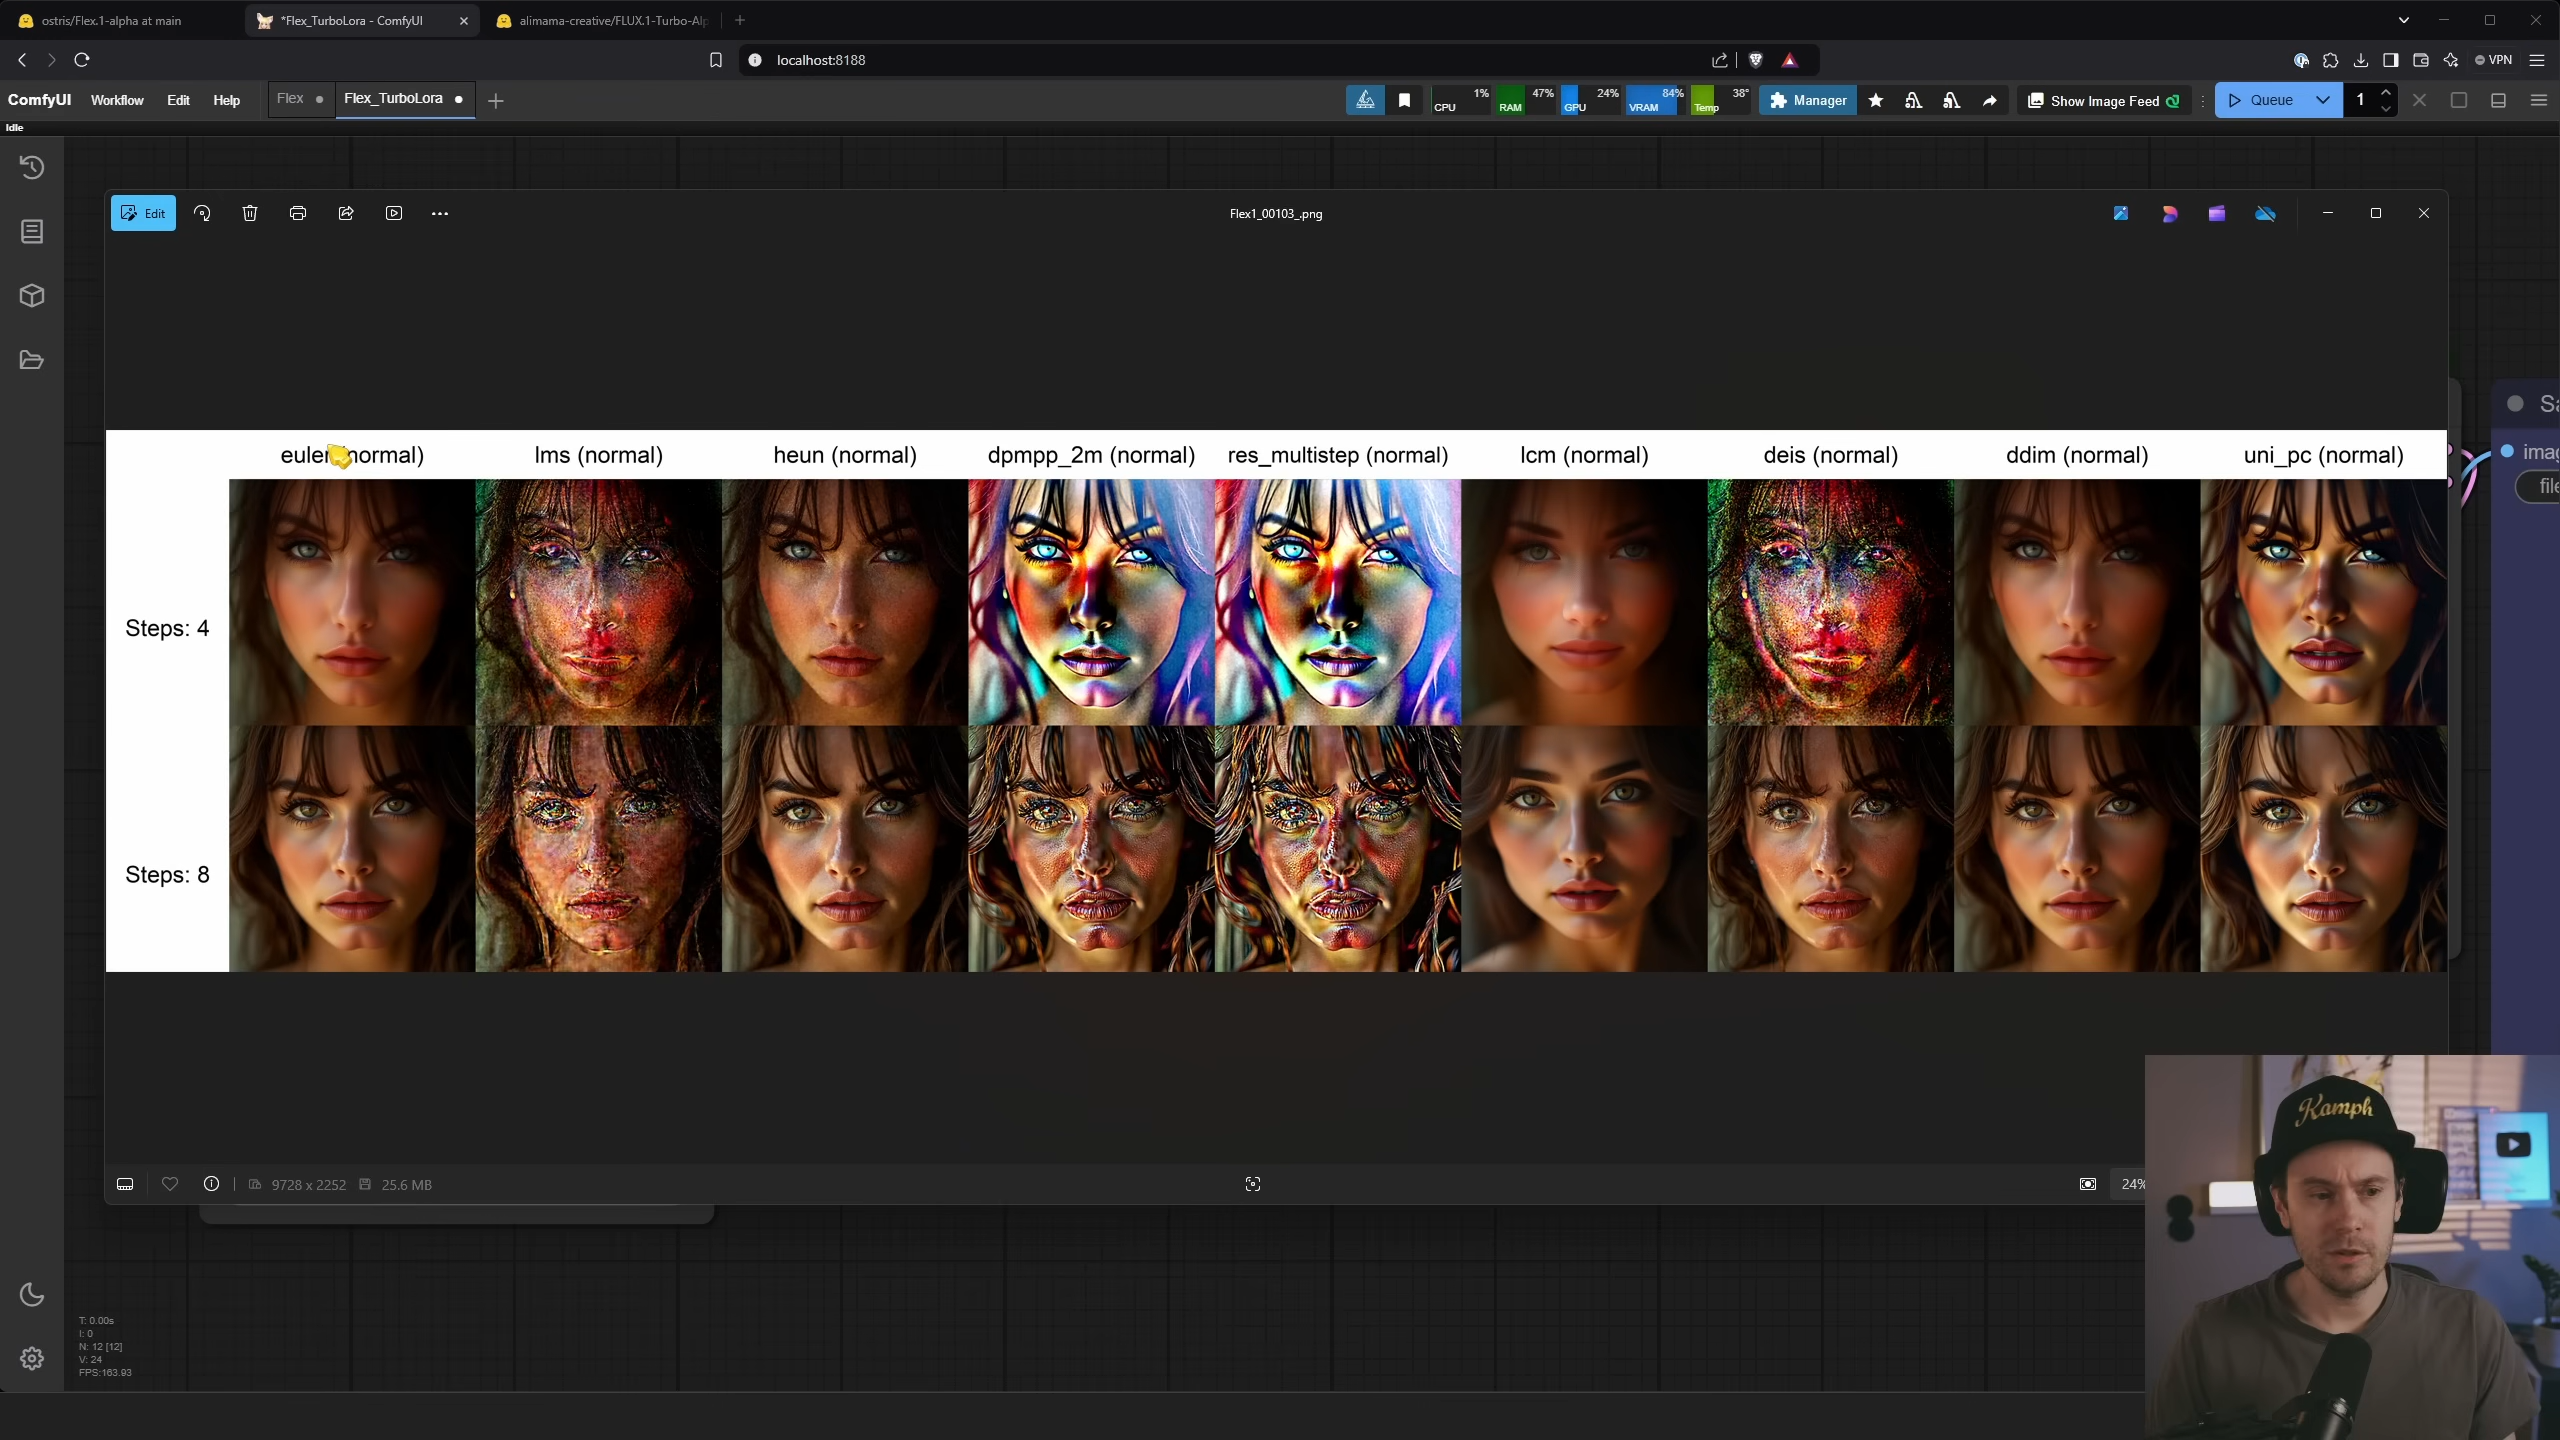 ostris/Flex.1-alpha at main
*Flex_TurboLora - ComfyUI
alimama-creative/FLUX.1-Turbo-Alp
localhost:8188
VPN
ComfyUI
Workflow
Edit
Help
Flex
Flex_TurboLora
CPU
1%
RAM
47%
GPU
24%
VRAM
84%
Temp
38°
Manager
Show Image Feed
Queue
1
Idle
Edit
Flex1_00103_.png
euler (normal)
lms (normal)
heun (normal)
dpmpp_2m (normal)
res_multistep (normal)
lcm (normal)
deis (normal)
ddim (normal)
uni_pc (normal)
Steps: 4
Steps: 8
9728 x 2252
25.6 MB
24%
T: 0.00s
I: 0
N: 12 [12]
V: 24
FPS:163.93
Kamph